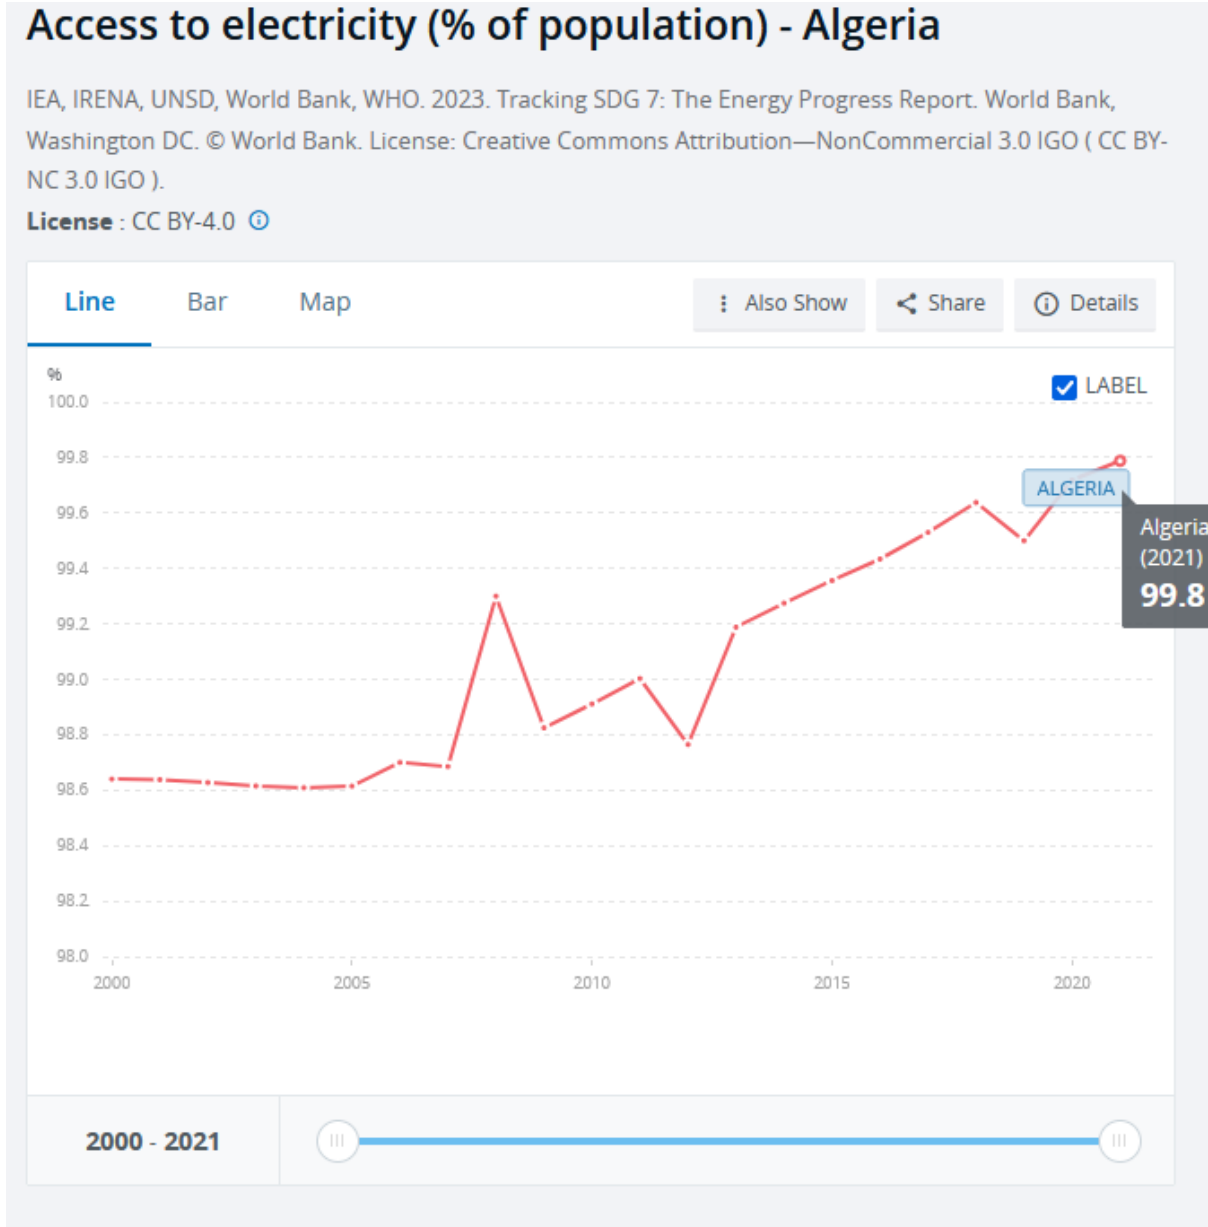 Access to electricity (% of population) - Algeria
IEA, IRENA, UNSD, World Bank, WHO. 2023. Tracking SDG 7: The Energy Progress Report. World Bank,
Washington DC. © World Bank. License: Creative Commons Attribution—NonCommercial 3.0 IGO ( CC BY-
NC 3.0 IGO ).
License : CC BY-4.0
Line Bar Map Also Show Share Details
%
LABEL
100.0
99.8
ALGERIA
99.6
Algeria
(2021)
99.8
99.4
99.2
99.0
98.8
98.6
98.4
98.2
98.0
2000 2005 2010 2015 2020
2000 - 2021